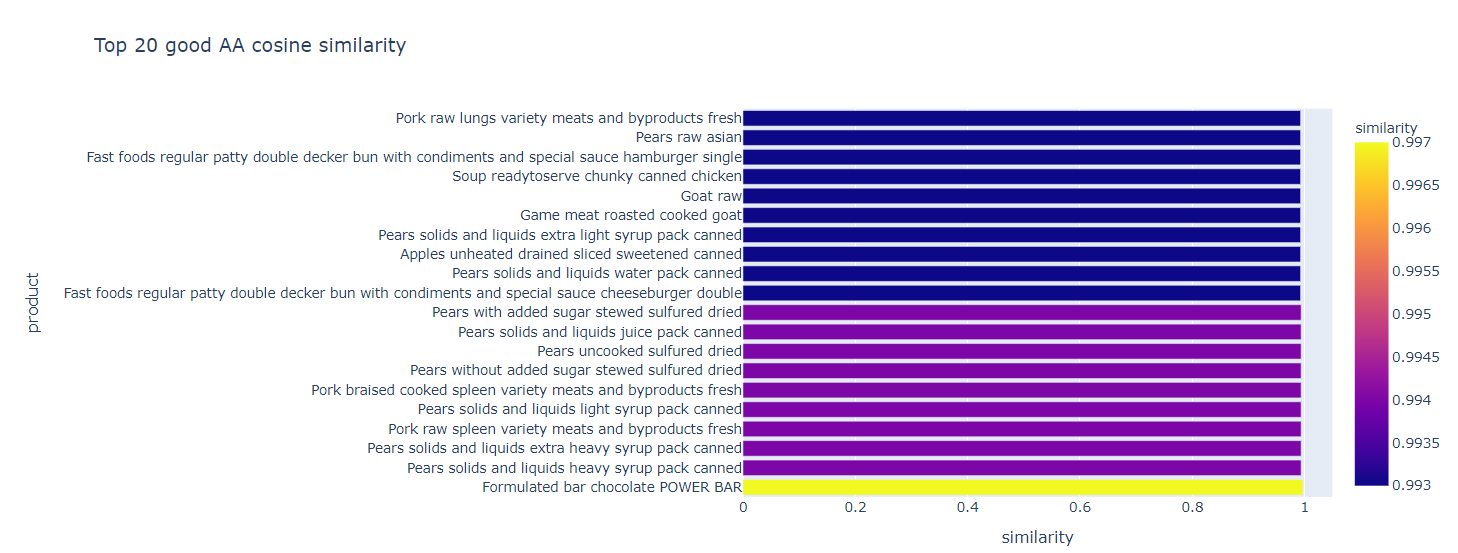 Top 20 good AA cosine similarity
Pork raw lungs variety meats and byproducts fresh
Pears raw asian
Fast foods regular patty double decker bun with condiments and special sauce hamburger single
Soup readytoserve chunky canned chicken
Goat raw
Game meat roasted cooked goat
Pears solids and liquids extra light syrup pack canned
Apples unheated drained sliced sweetened canned
Pears solids and liquids water pack canned
Fast foods regular patty double decker bun with condiments and special sauce cheeseburger double
Pears with added sugar stewed sulfured dried
Pears solids and liquids juice pack canned
Pears uncooked sulfured dried
Pears without added sugar stewed sulfured dried
Pork braised cooked spleen variety meats and byproducts fresh
Pears solids and liquids light syrup pack canned
Pork raw spleen variety meats and byproducts fresh
Pears solids and liquids extra heavy syrup pack canned
Pears solids and liquids heavy syrup pack canned
Formulated bar chocolate POWER BAR
product
0 0.2 0.4 0.6 0.8 1
similarity
similarity
0.997
0.9965
0.996
0.9955
0.995
0.9945
0.994
0.9935
0.993